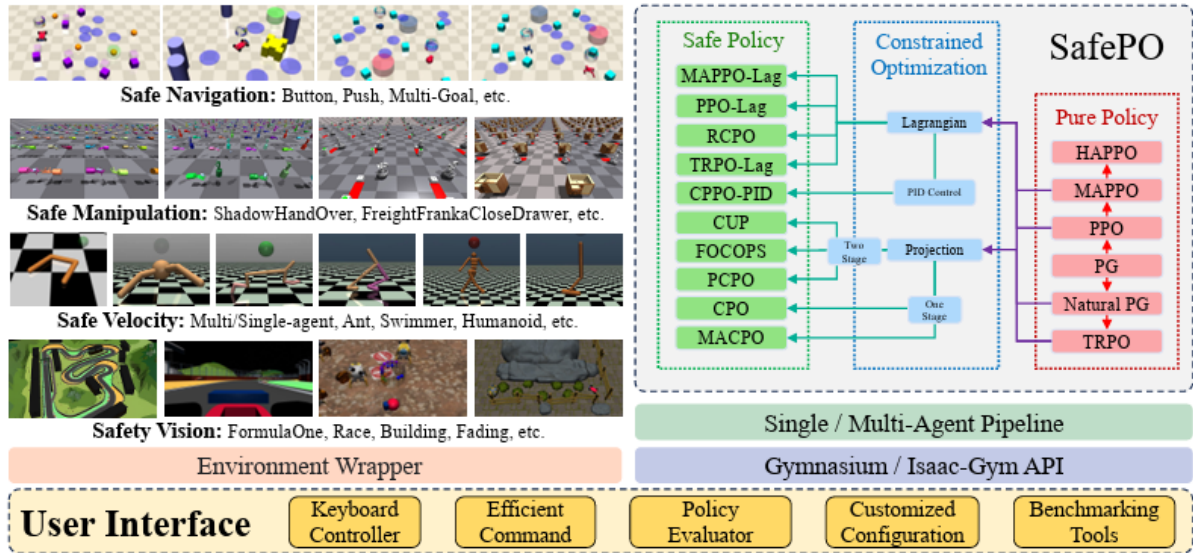 Safe Navigation: Button, Push, Multi-Goal, etc.
Safe Manipulation: ShadowHandOver, FreightFrankaCloseDrawer, etc.
Safe Velocity: Multi/Single-agent, Ant, Swimmer, Humanoid, etc.
Safety Vision: FormulaOne, Race, Building, Fading, etc.
Environment Wrapper
Safe Policy
MAPPO-Lag
PPO-Lag
RCPO
TRPO-Lag
CPPO-PID
CUP
FOCOPS
PCPO
CPO
MACPO
Constrained
Optimization
Lagrangian
PID Control
Two
Stage
Projection
One
Stage
SafePO
Pure Policy
HAPPO
MAPPO
PPO
PG
Natural PG
TRPO
Single / Multi-Agent Pipeline
Gymnasium / Isaac-Gym API
User Interface
Keyboard
Controller
Efficient
Command
Policy
Evaluator
Customized
Configuration
Benchmarking
Tools